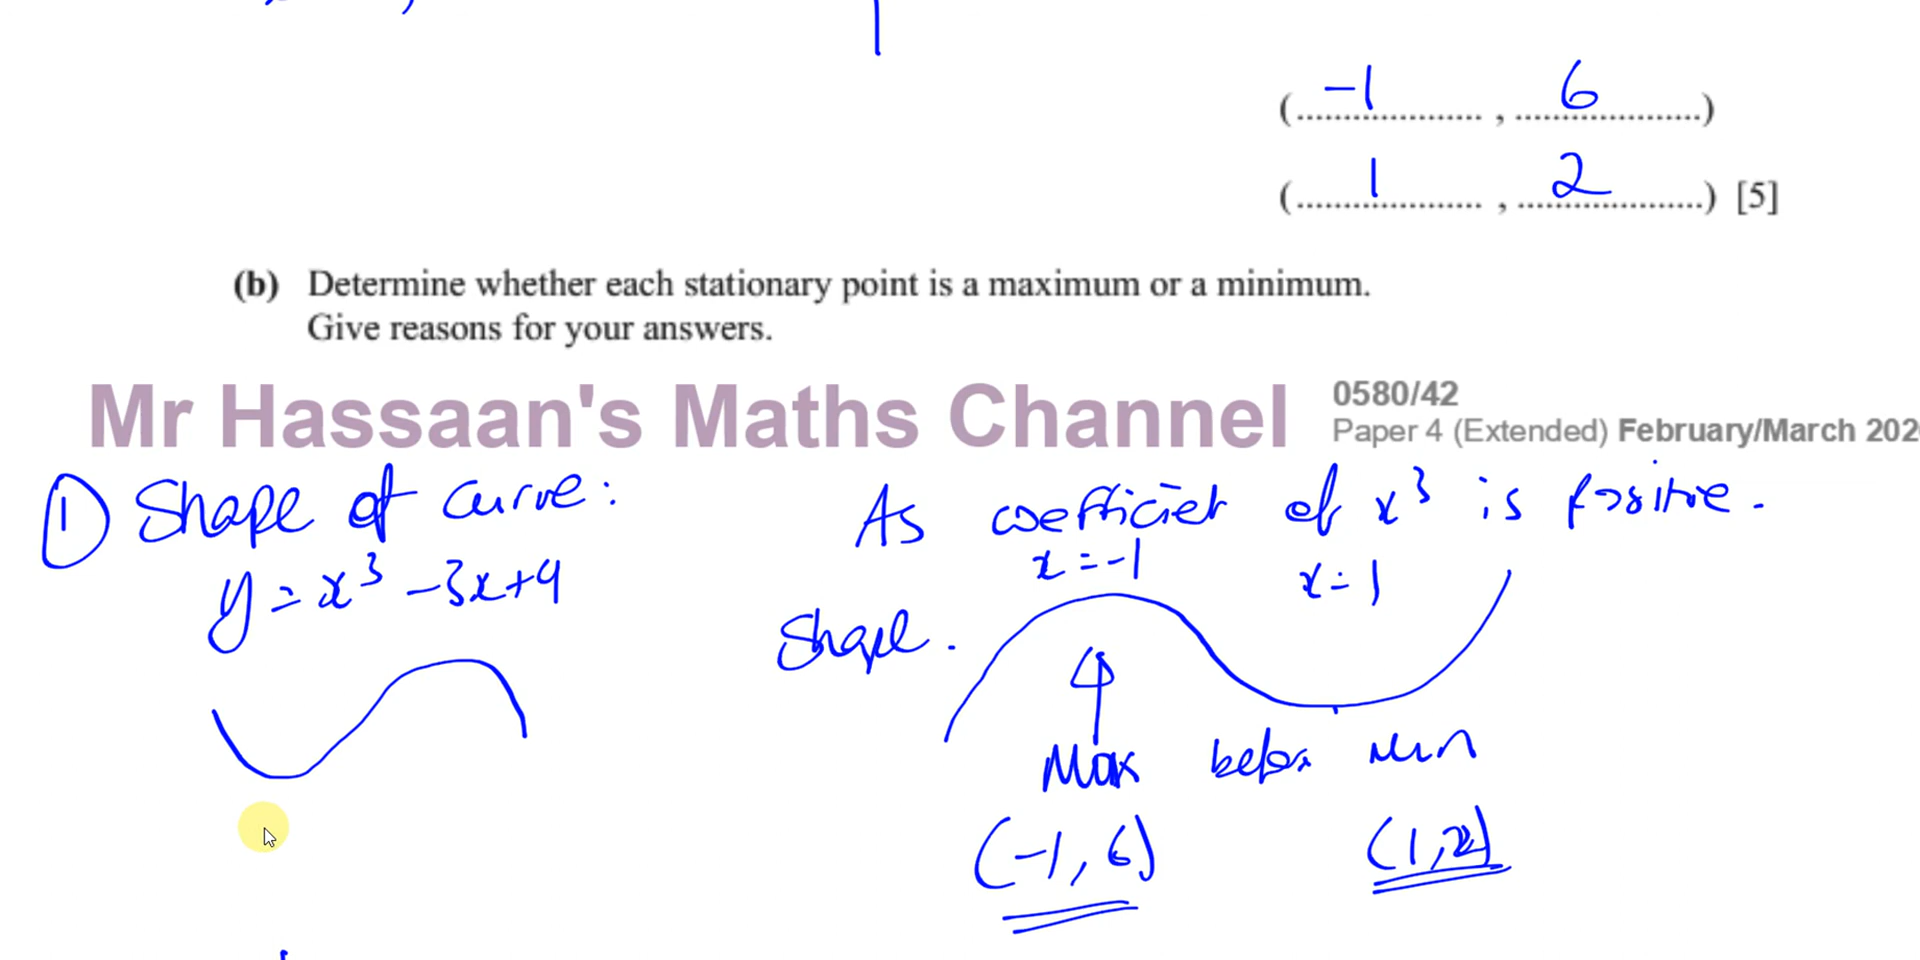 (......-1......, ......6......)
(......1......, ......2......) [5]
(b) Determine whether each stationary point is a maximum or a minimum.
Give reasons for your answers.
Mr Hassaan's Maths Channel
0580/42
Paper 4 (Extended) February/March 202
① Shape of curve:
y = x³ - 3x + 4
As coefficient of x³ is positive.
x = -1 x = 1
Shape.
Max before Min
(-1, 6) (1, 2)